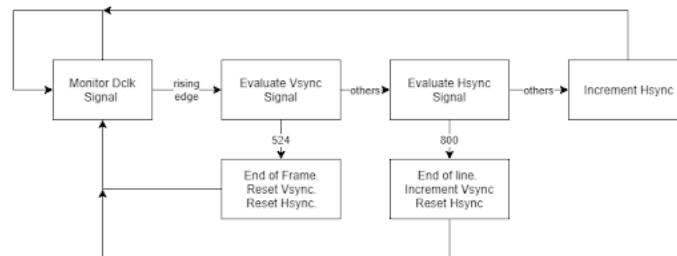 Monitor Dclk
Signal
rising
edge
Evaluate Vsync
Signal
others
Evaluate Hsync
Signal
others
Increment Hsync
524
800
End of Frame.
Reset Vsync.
Reset Hsync.
End of line.
Increment Vsync
Reset Hsync